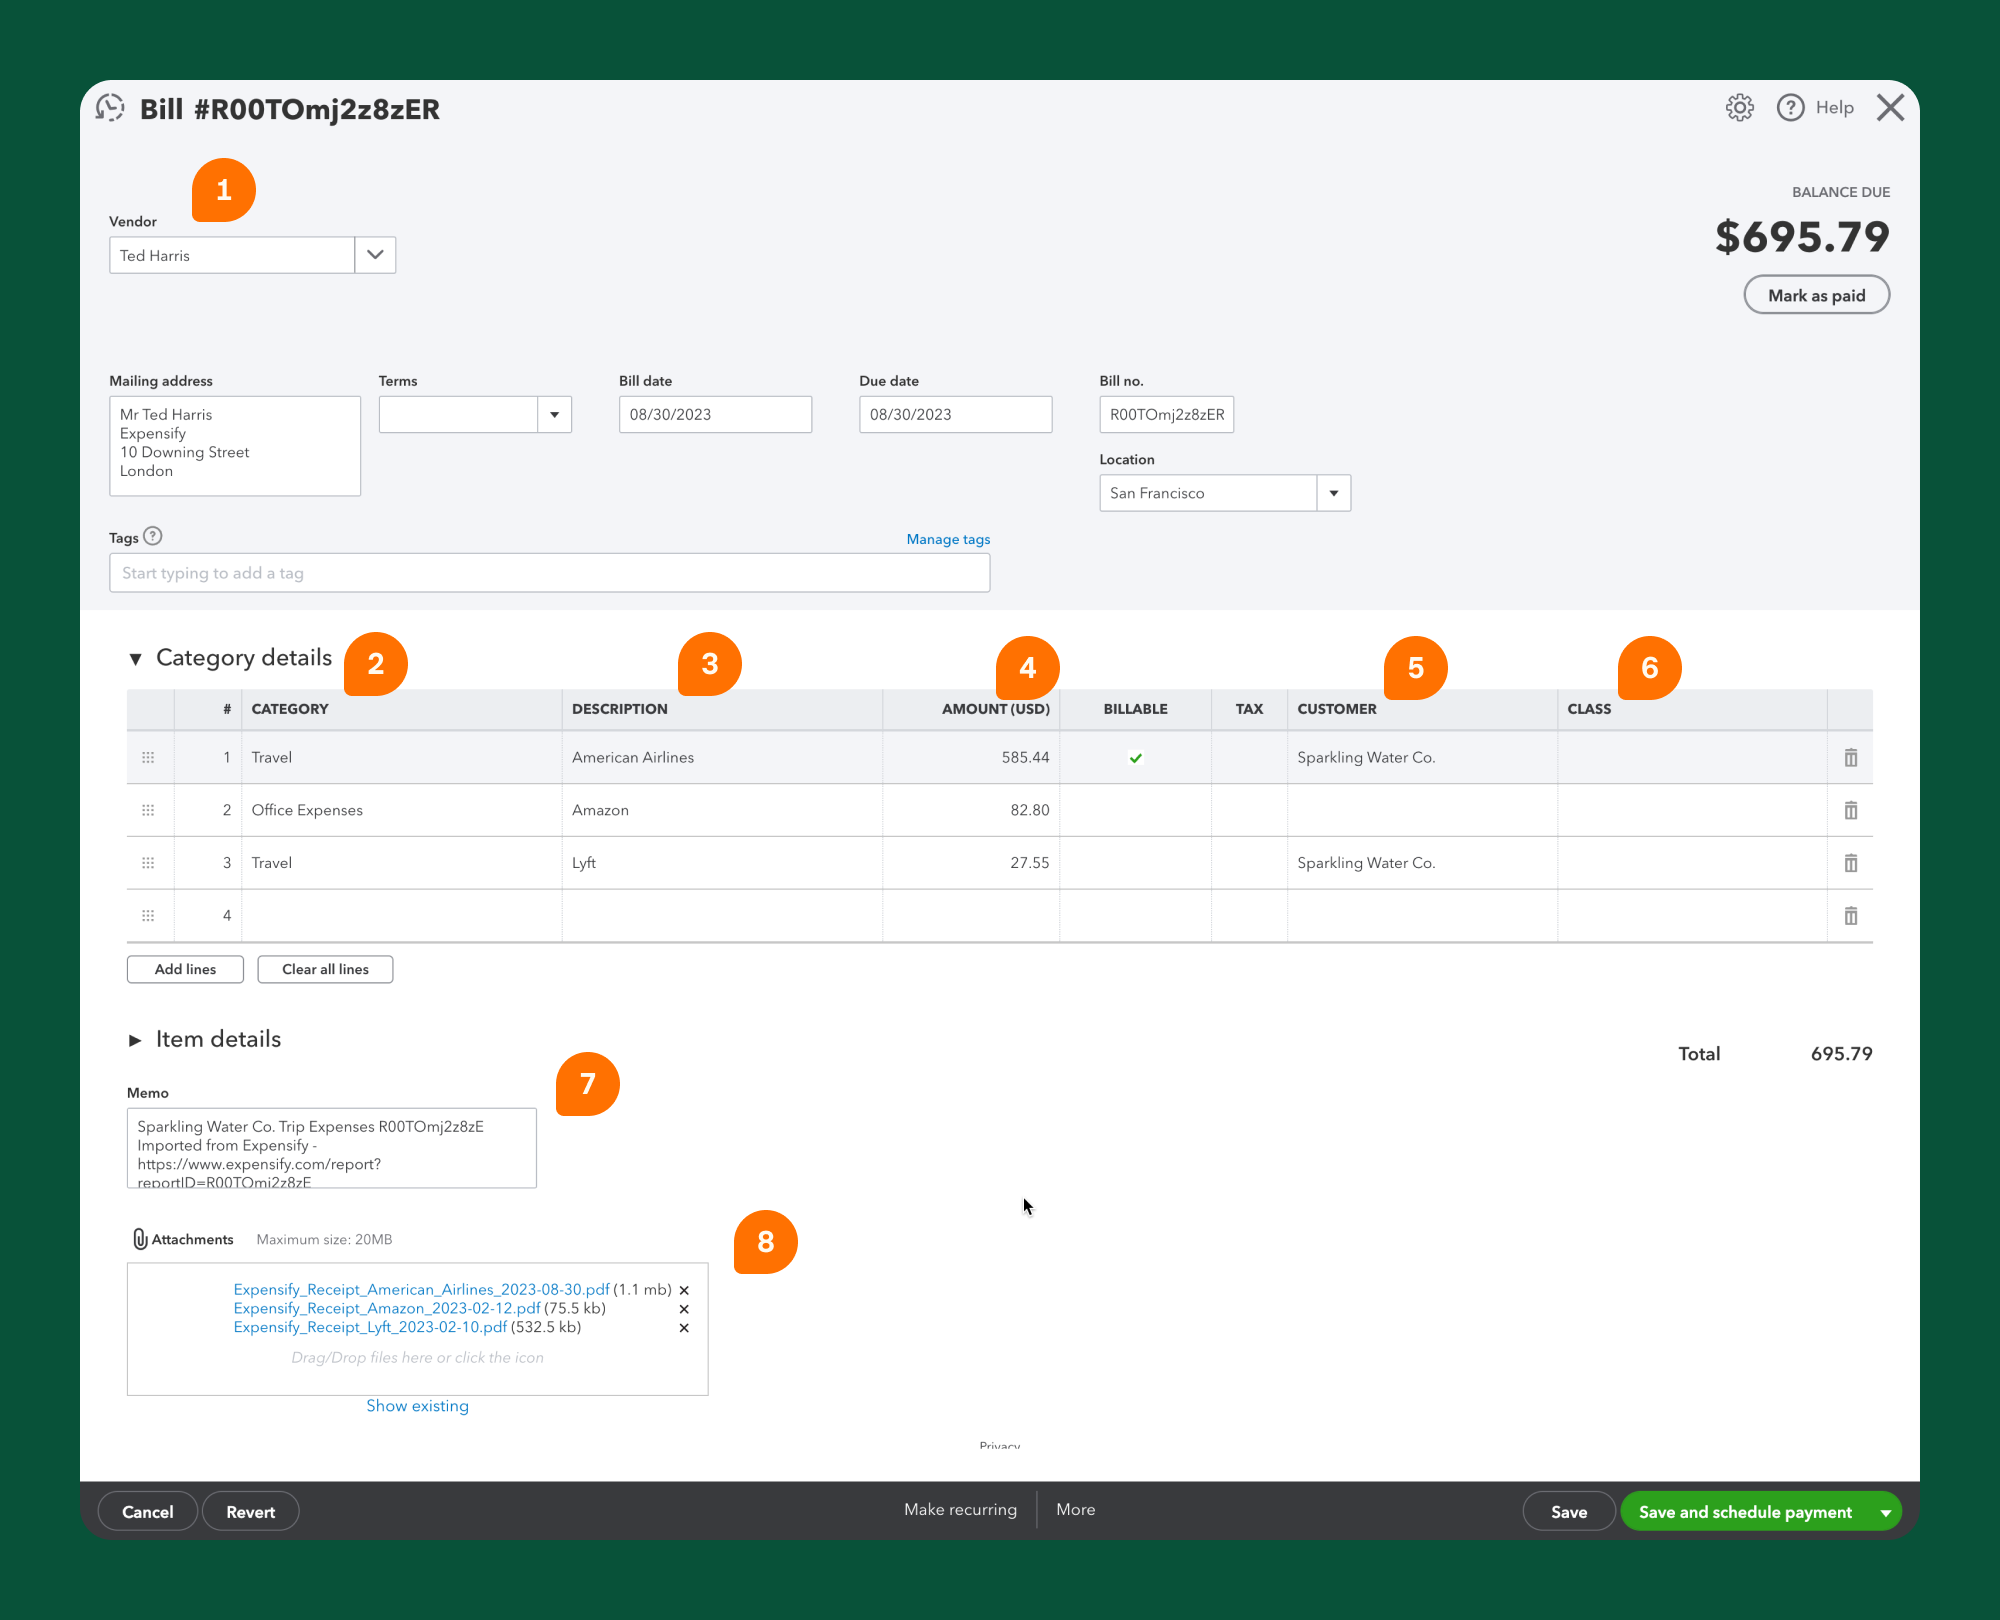 Bill #R00TOmj2z8zER
Help
1
Vendor
Ted Harris
BALANCE DUE
$695.79
Mark as paid
Mailing address
Mr Ted Harris
Expensify
10 Downing Street
London
Terms
Bill date
08/30/2023
Due date
08/30/2023
Bill no.
R00TOmj2z8zER
Location
San Francisco
Tags ?
Manage tags
Start typing to add a tag
Category details
2
3
4
5
6
# CATEGORY DESCRIPTION AMOUNT (USD) BILLABLE TAX CUSTOMER CLASS
1 Travel American Airlines 585.44 Sparkling Water Co.
2 Office Expenses Amazon 82.80
3 Travel Lyft 27.55 Sparkling Water Co.
4
Add lines Clear all lines
Item details
Total 695.79
7
Memo
Sparkling Water Co. Trip Expenses R00TOmj2z8zE
Imported from Expensify -
https://www.expensify.com/report?
reportID=R00TOmj2z8zE
8
Attachments Maximum size: 20MB
Expensify_Receipt_American_Airlines_2023-08-30.pdf (1.1 mb)
Expensify_Receipt_Amazon_2023-02-12.pdf (75.5 kb)
Expensify_Receipt_Lyft_2023-02-10.pdf (532.5 kb)
Drag/Drop files here or click the icon
Show existing
Privacy
Cancel Revert Make recurring More Save Save and schedule payment